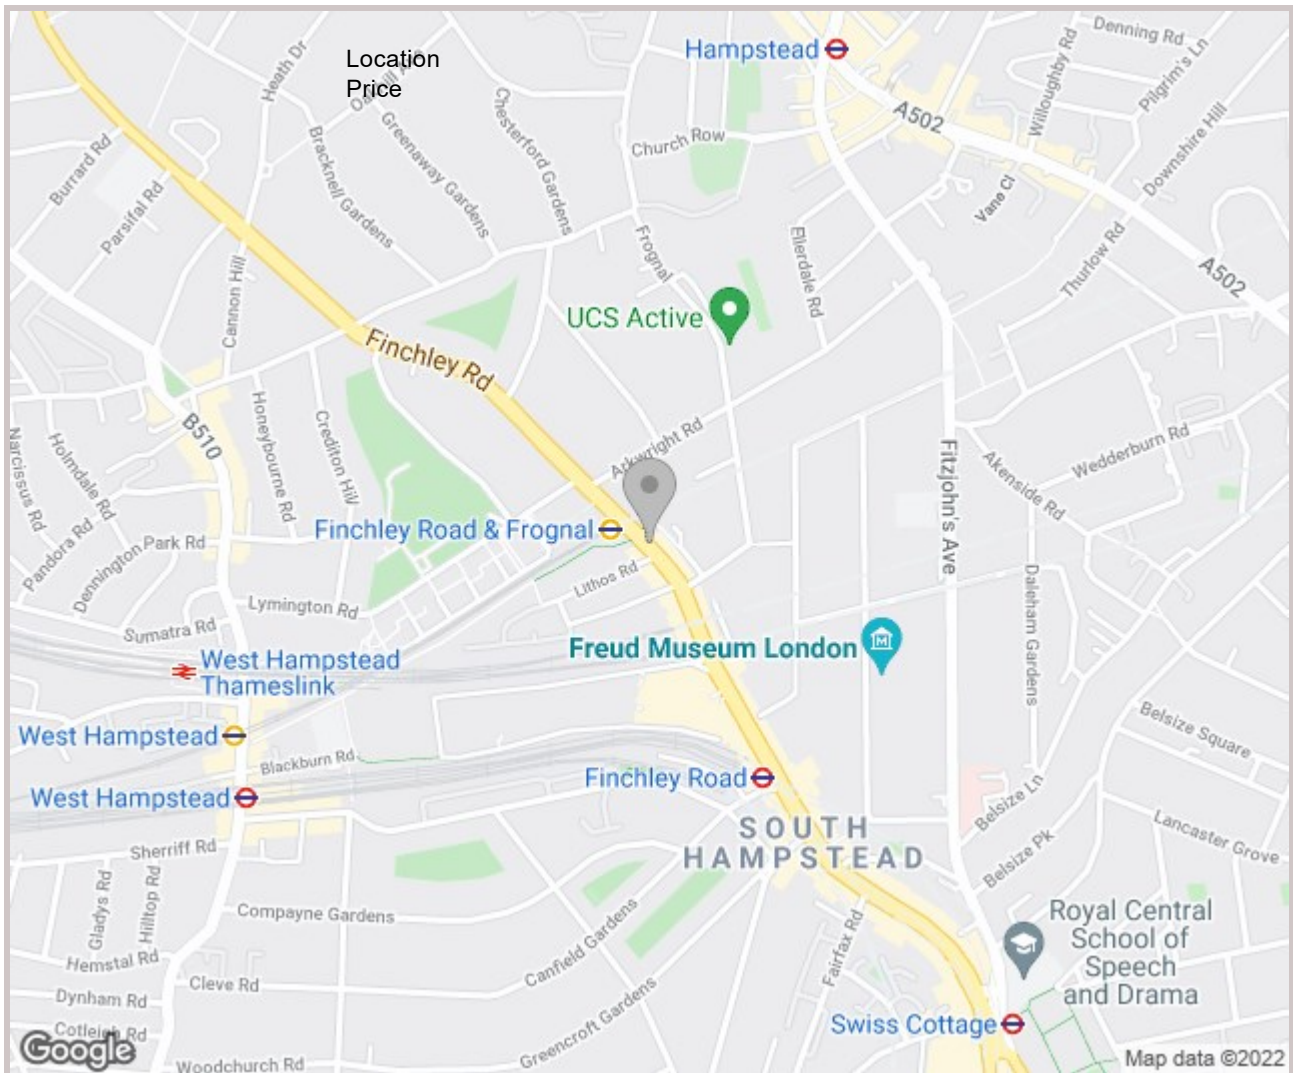 Location
Price
Denning Rd
Hampstead
Heath Dr
Willoughby Rd
Pilgrim's Ln
A502
Chesterford Gardens
Church Row
Downshire Hill
Burrard Rd
Bracknell Gardens
Greenaway Gardens
Parsifal Rd
Vane Cl
Frognal
Ellerdale Rd
Thurlow Rd
A502
Cannon Hill
UCS Active
Finchley Rd
Honeybourne Rd
Crediton Hill
B510
Arkwright Rd
Narcissus Rd
Holmdale Rd
Fitzjohn's Ave
Akenside Rd
Wedderburn Rd
Pandora Rd
Dennington Park Rd
Finchley Road & Frognal
Lithos Rd
Daleham Gardens
Lymington Rd
Sumatra Rd
Freud Museum London
West Hampstead
Thameslink
West Hampstead
Belsize Square
Blackburn Rd
Finchley Road
West Hampstead
Belsize Ln
SOUTH
HAMPSTEAD
Lancaster Grove
Sherriff Rd
Belsize Pk
Gladys Rd
Hilltop Rd
Compayne Gardens
Canfield Gardens
Fairfax Rd
Royal Central
School of
Speech
and Drama
Hemstal Rd
Cleve Rd
Dynham Rd
Greencroft Gardens
Swiss Cottage
Cotleigh Rd
Google
Woodchurch Rd
Map data ©2022